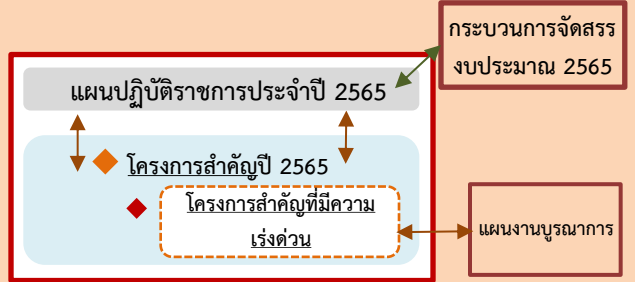 กระบวนการจัดสรร
งบประมาณ 2565
แผนปฏิบัติราชการประจำปี 2565
โครงการสำคัญปี 2565
โครงการสำคัญที่มีความ
เร่งด่วน
แผนงานบูรณาการ